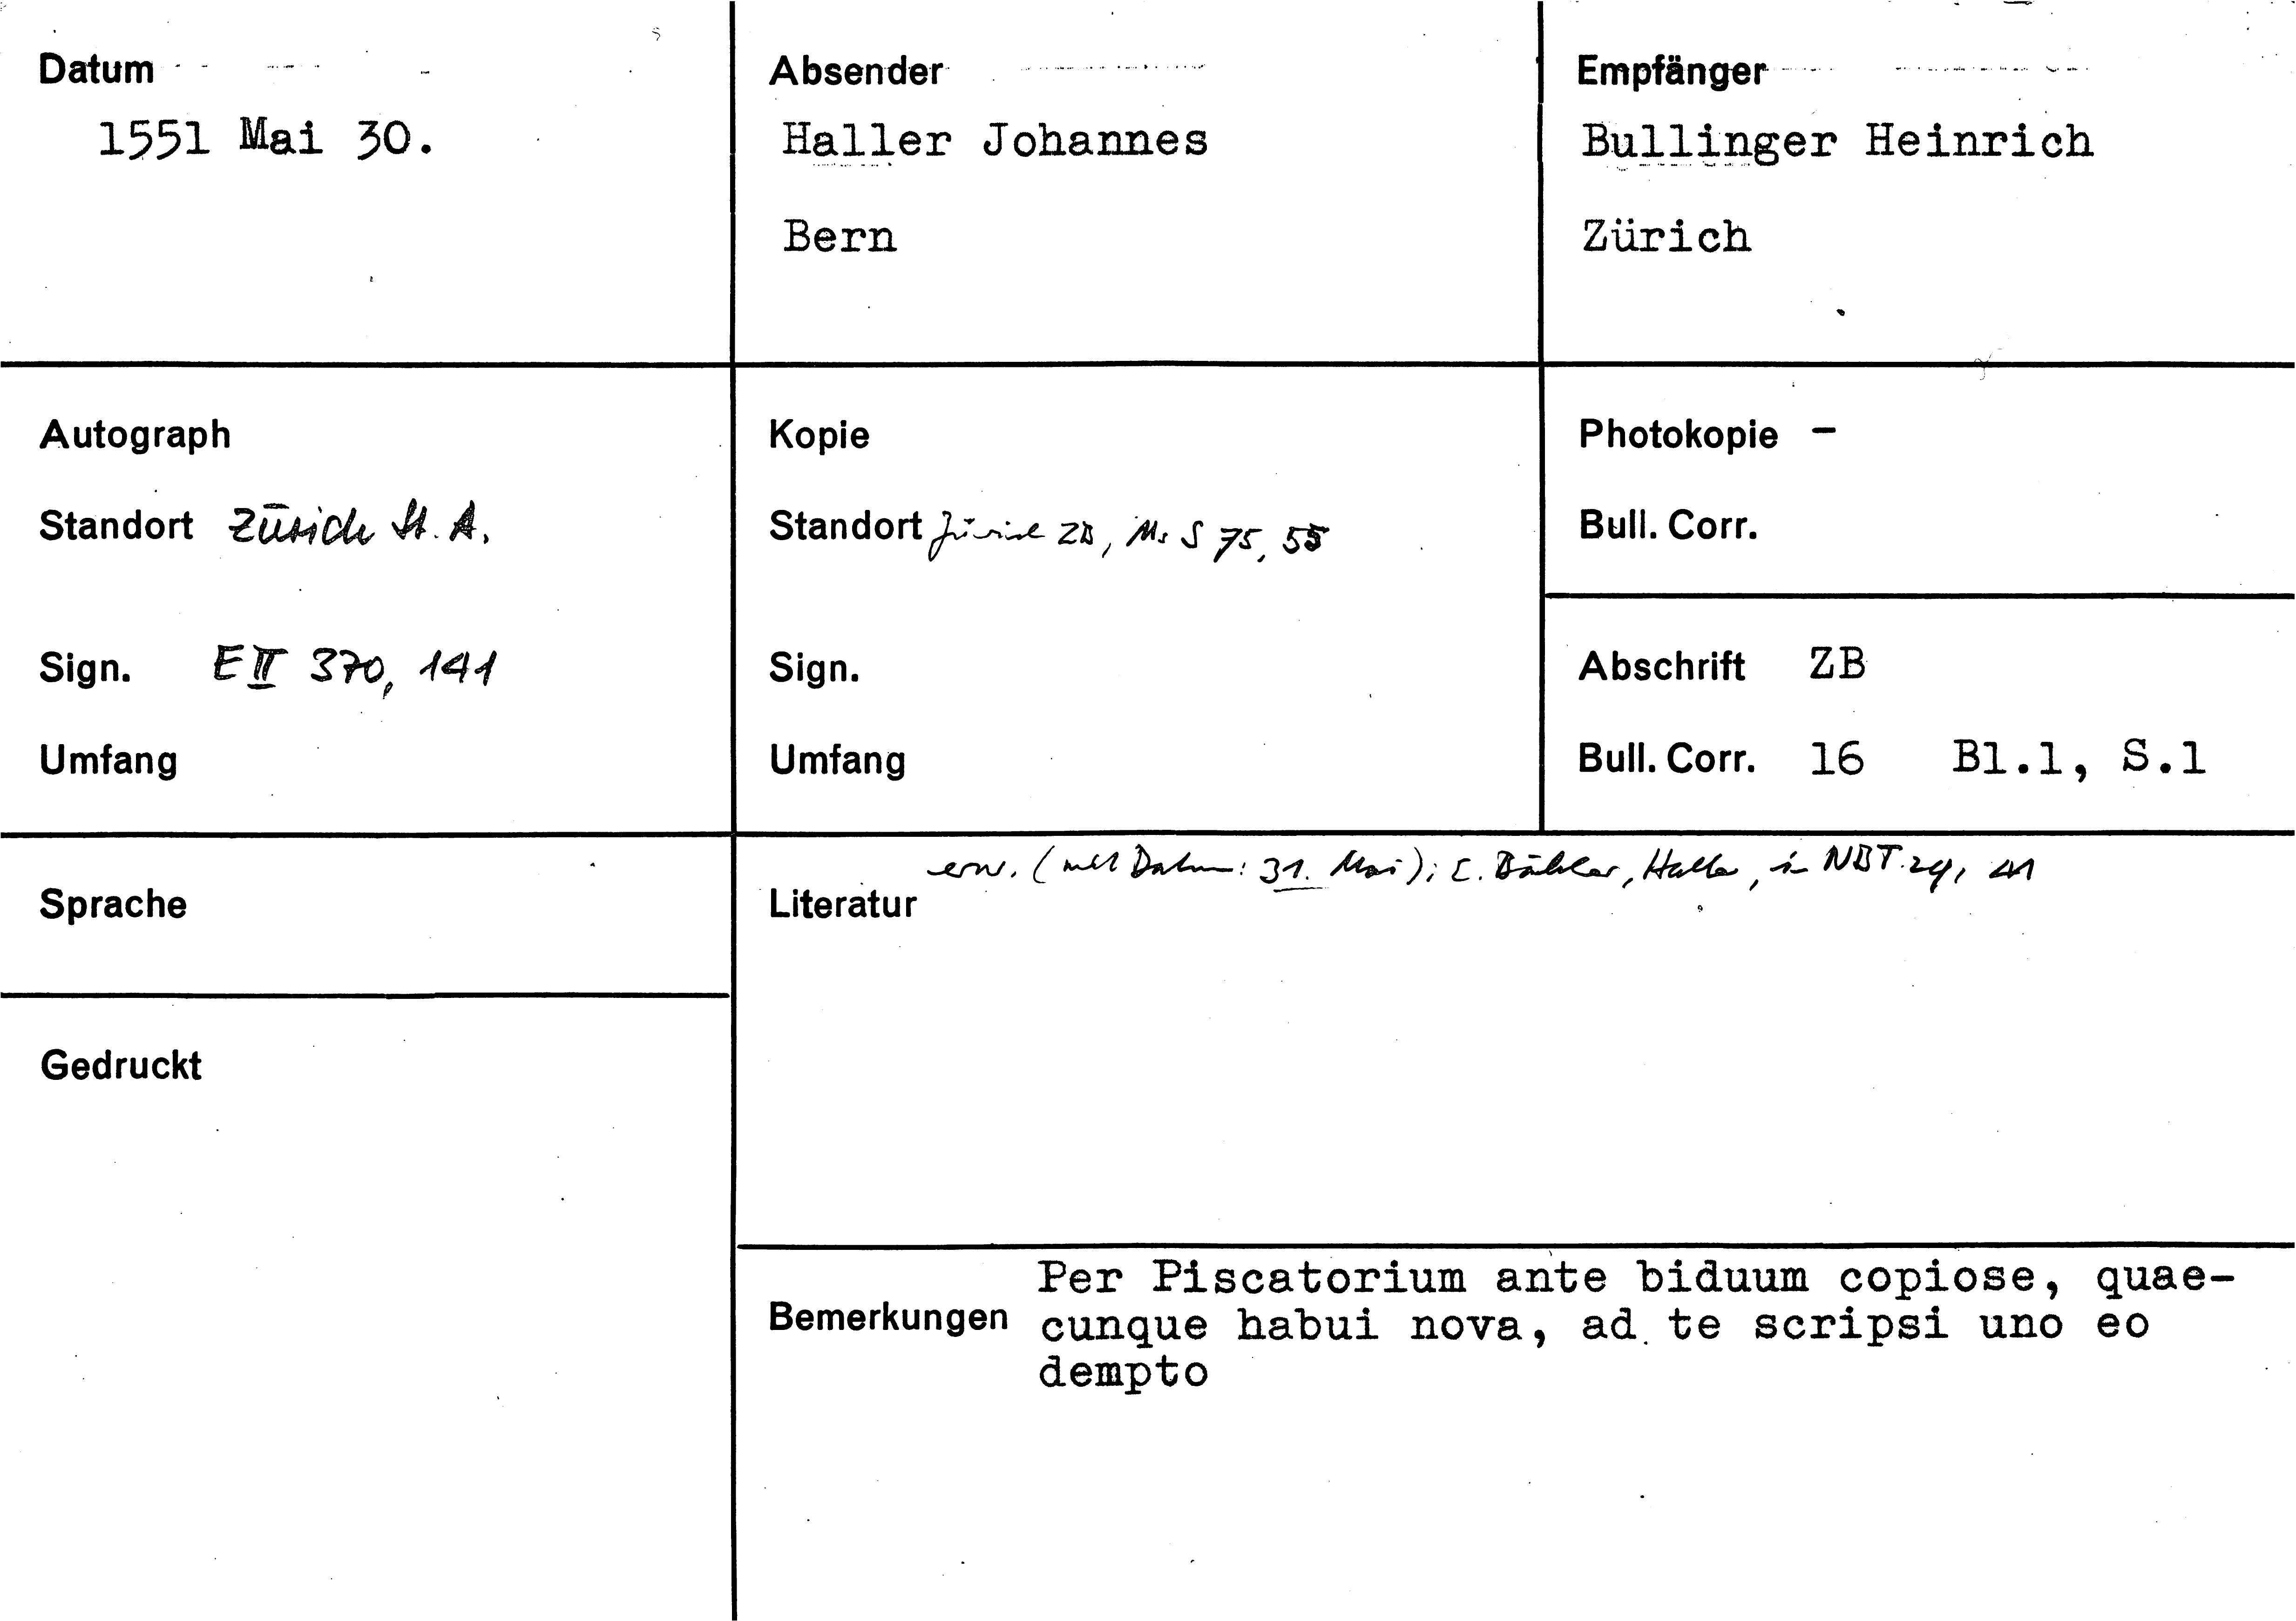 Datum
1551 Mai 30.
Absender
Haller Johannes
Bern
Empfänger
Bullinger Heinrich
Zürich
Autograph
Standort Zürich St. A.
Sign. E II 370, 141
Umfang
Kopie
Standort Zürich ZB, Ms S 75, 55
Sign.
Umfang
Photokopie -
Bull. Corr.
Abschrift ZB
Bull. Corr. 16 Bl.1, S.1
Sprache
Gedruckt
erw. (mit Datum: 31. Mai); E. Bähler, Haller, in NBT 29, 41
Literatur
Per Piscatorium ante biduum copiose, quae-
Bemerkungen cunque habui nova, ad te scripsi uno eo
dempto